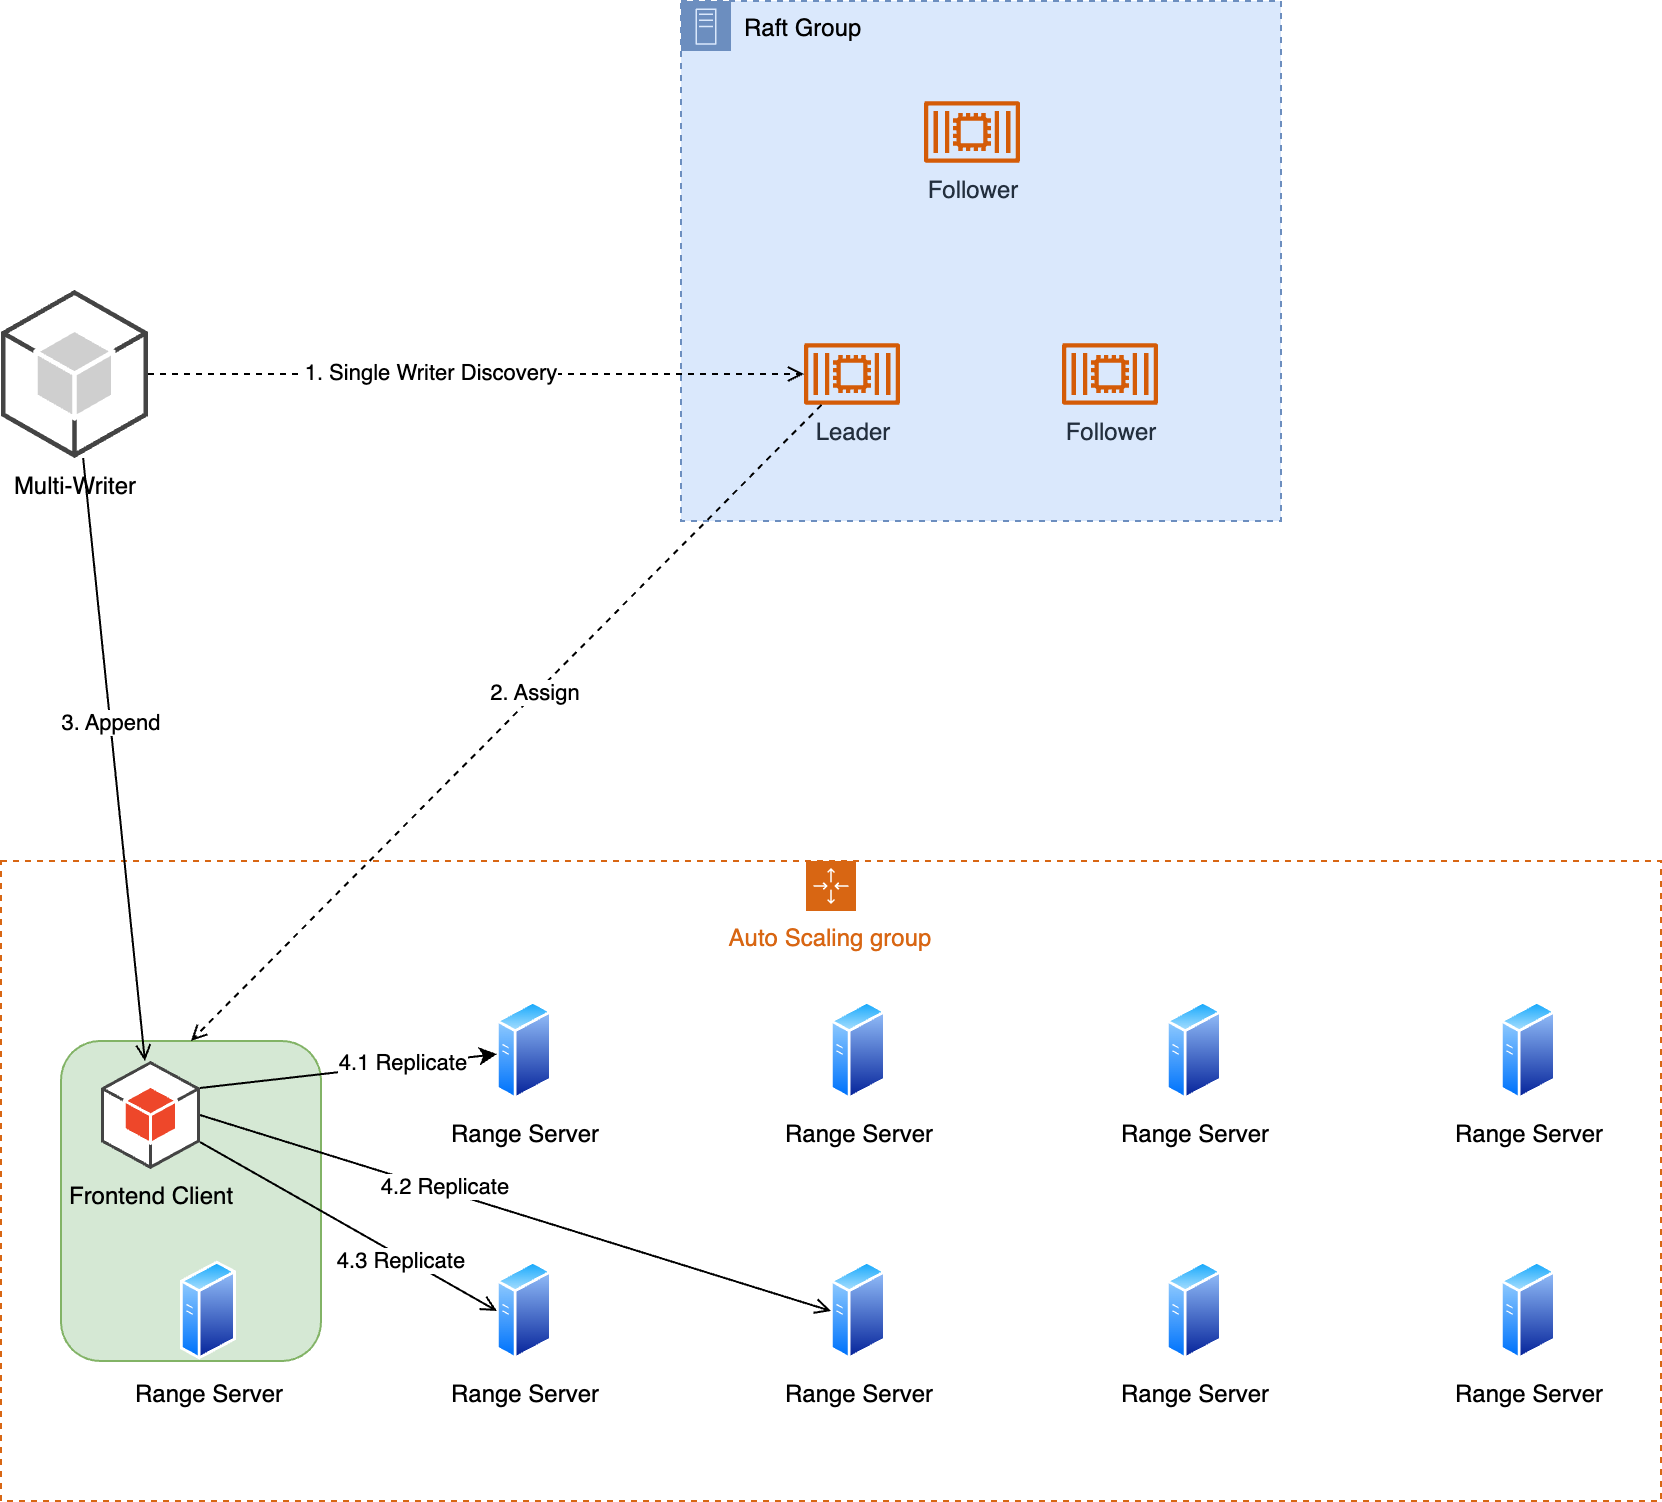 Raft Group
Follower
1. Single Writer Discovery
Leader
Follower
Multi-Writer
2. Assign
3. Append
Auto Scaling group
4.1 Replicate
Range Server
Range Server
Range Server
Range Server
4.2 Replicate
Frontend Client
4.3 Replicate
Range Server
Range Server
Range Server
Range Server
Range Server